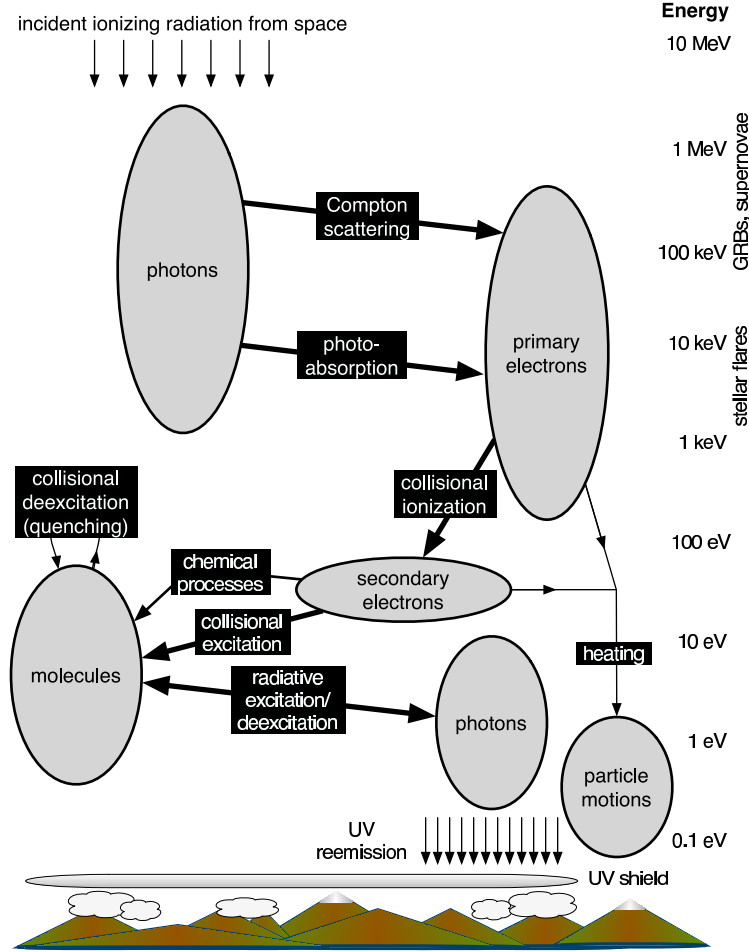 incident ionizing radiation from space
Energy
10 MeV
1 MeV
GRBs, supernovae
Compton
scattering
photons
100 keV
photo-
absorption
primary
electrons
10 keV
stellar flares
1 keV
collisional
deexcitation
(quenching)
collisional
ionization
100 eV
chemical
processes
secondary
electrons
collisional
excitation
10 eV
heating
molecules
radiative
excitation/
deexcitation
photons
1 eV
particle
motions
UV
reemission
0.1 eV
UV shield